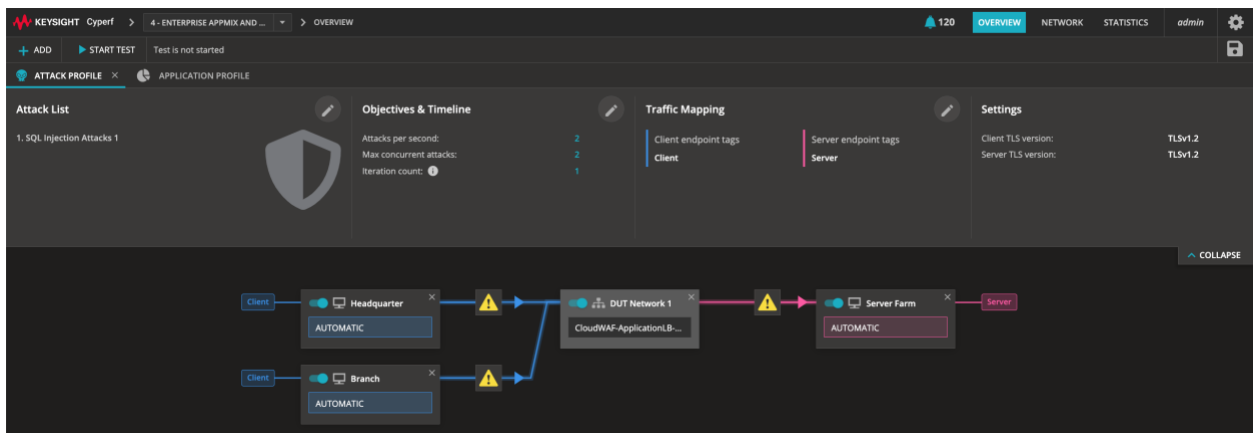 KEYSIGHT Cyperf > 4 - ENTERPRISE APPMIX AND ... > OVERVIEW 120 OVERVIEW NETWORK STATISTICS admin
+ ADD START TEST Test is not started
ATTACK PROFILE × APPLICATION PROFILE
Attack List
1. SQL Injection Attacks 1
Objectives & Timeline
Attacks per second: 2
Max concurrent attacks: 2
Iteration count: 1
Traffic Mapping
Client endpoint tags
Client
Server endpoint tags
Server
Settings
Client TLS version: TLSv1.2
Server TLS version: TLSv1.2
COLLAPSE
Client
Headquarter
AUTOMATIC
DUT Network 1
CloudWAF-ApplicationLB-...
Server Farm
AUTOMATIC
Server
Client
Branch
AUTOMATIC